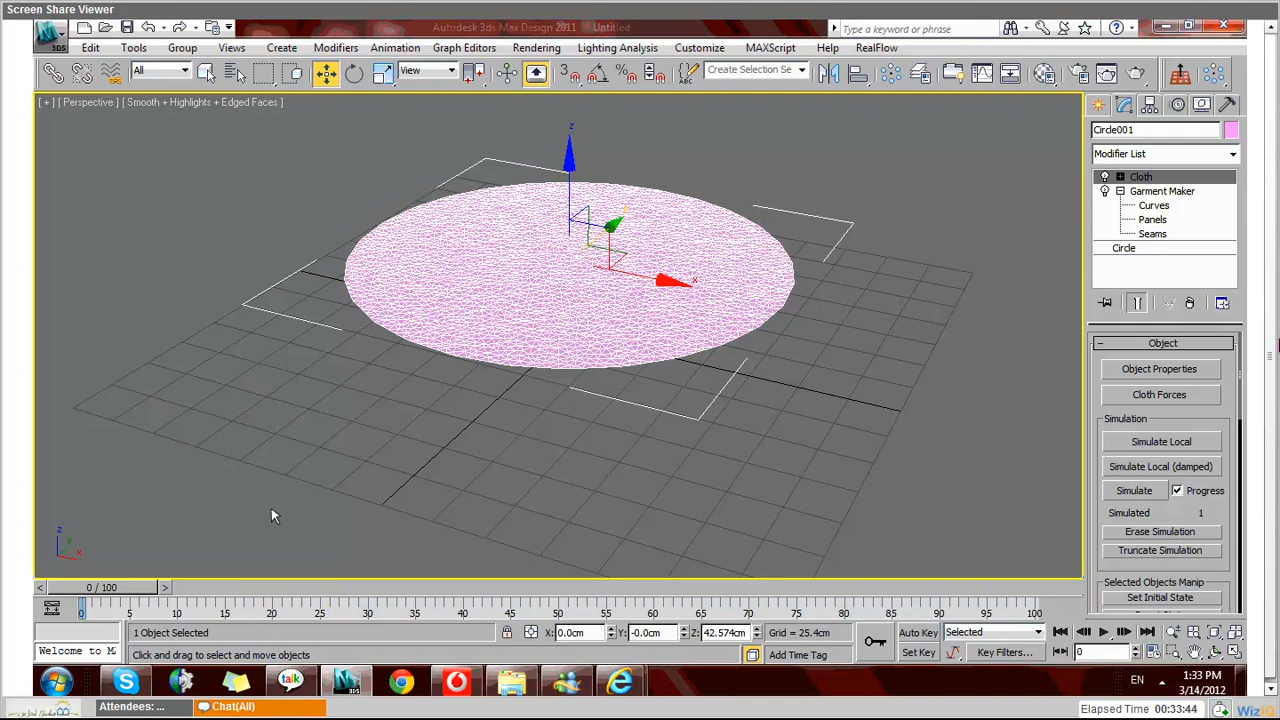 Screen Share Viewer
Autodesk 3ds Max Design 2011 Untitled
Type a keyword or phrase
3DS
Edit Tools Group Views Create Modifiers Animation Graph Editors Rendering Lighting Analysis Customize MAXScript Help RealFlow
All View 3 Create Selection Se
[ + ] [ Perspective ] [ Smooth + Highlights + Edged Faces ]
Circle001
Modifier List
Cloth
Garment Maker
Curves
Panels
Seams
Circle
z
x
Object
Object Properties
Cloth Forces
Simulation
Simulate Local
Simulate Local (damped)
Simulate Progress
Simulated 1
Erase Simulation
Truncate Simulation
Selected Objects Manip
Set Initial State
z
y
x
< 0 / 100 >
0 5 10 15 20 25 30 35 40 45 50 55 60 65 70 75 80 85 90 95 100
1 Object Selected X: 0.0cm Y: -0.0cm Z: 42.574cm Grid = 25.4cm Auto Key Selected
Welcome to M Click and drag to select and move objects Add Time Tag Set Key Key Filters... 0
talk EN 1:33 PM
3/14/2012
Attendees: ... Chat(All) Elapsed Time 00:33:44 WizIQ